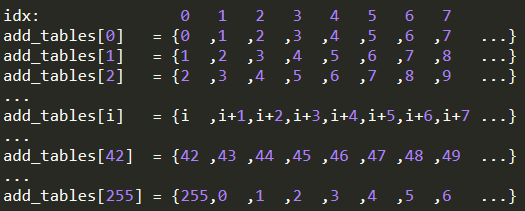 idx:              0   1   2   3   4   5   6   7
add_tables[0]   = {0  ,1  ,2  ,3  ,4  ,5  ,6  ,7   ...}
add_tables[1]   = {1  ,2  ,3  ,4  ,5  ,6  ,7  ,8   ...}
add_tables[2]   = {2  ,3  ,4  ,5  ,6  ,7  ,8  ,9   ...}
...
add_tables[i]   = {i  ,i+1,i+2,i+3,i+4,i+5,i+6,i+7 ...}
...
add_tables[42]  = {42 ,43 ,44 ,45 ,46 ,47 ,48 ,49  ...}
...
add_tables[255] = {255,0  ,1  ,2  ,3  ,4  ,5  ,6   ...}